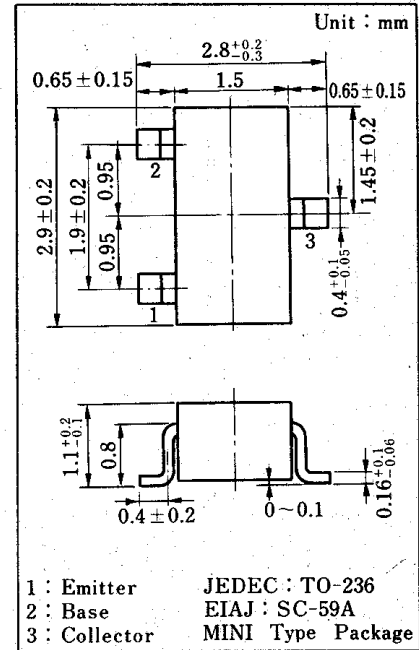 Unit : mm
2.8 +0.2 -0.3
0.65±0.15 1.5 0.65±0.15
2.9±0.2
1.9±0.2
0.95
0.95
1.45±0.2
2
3
1
0.4 +0.1 -0.05
1.1 +0.2 -0.1
0.8
0.4±0.2
0~0.1
0.16 +0.1 -0.06
1 : Emitter JEDEC : TO-236
2 : Base EIAJ : SC-59A
3 : Collector MINI Type Package